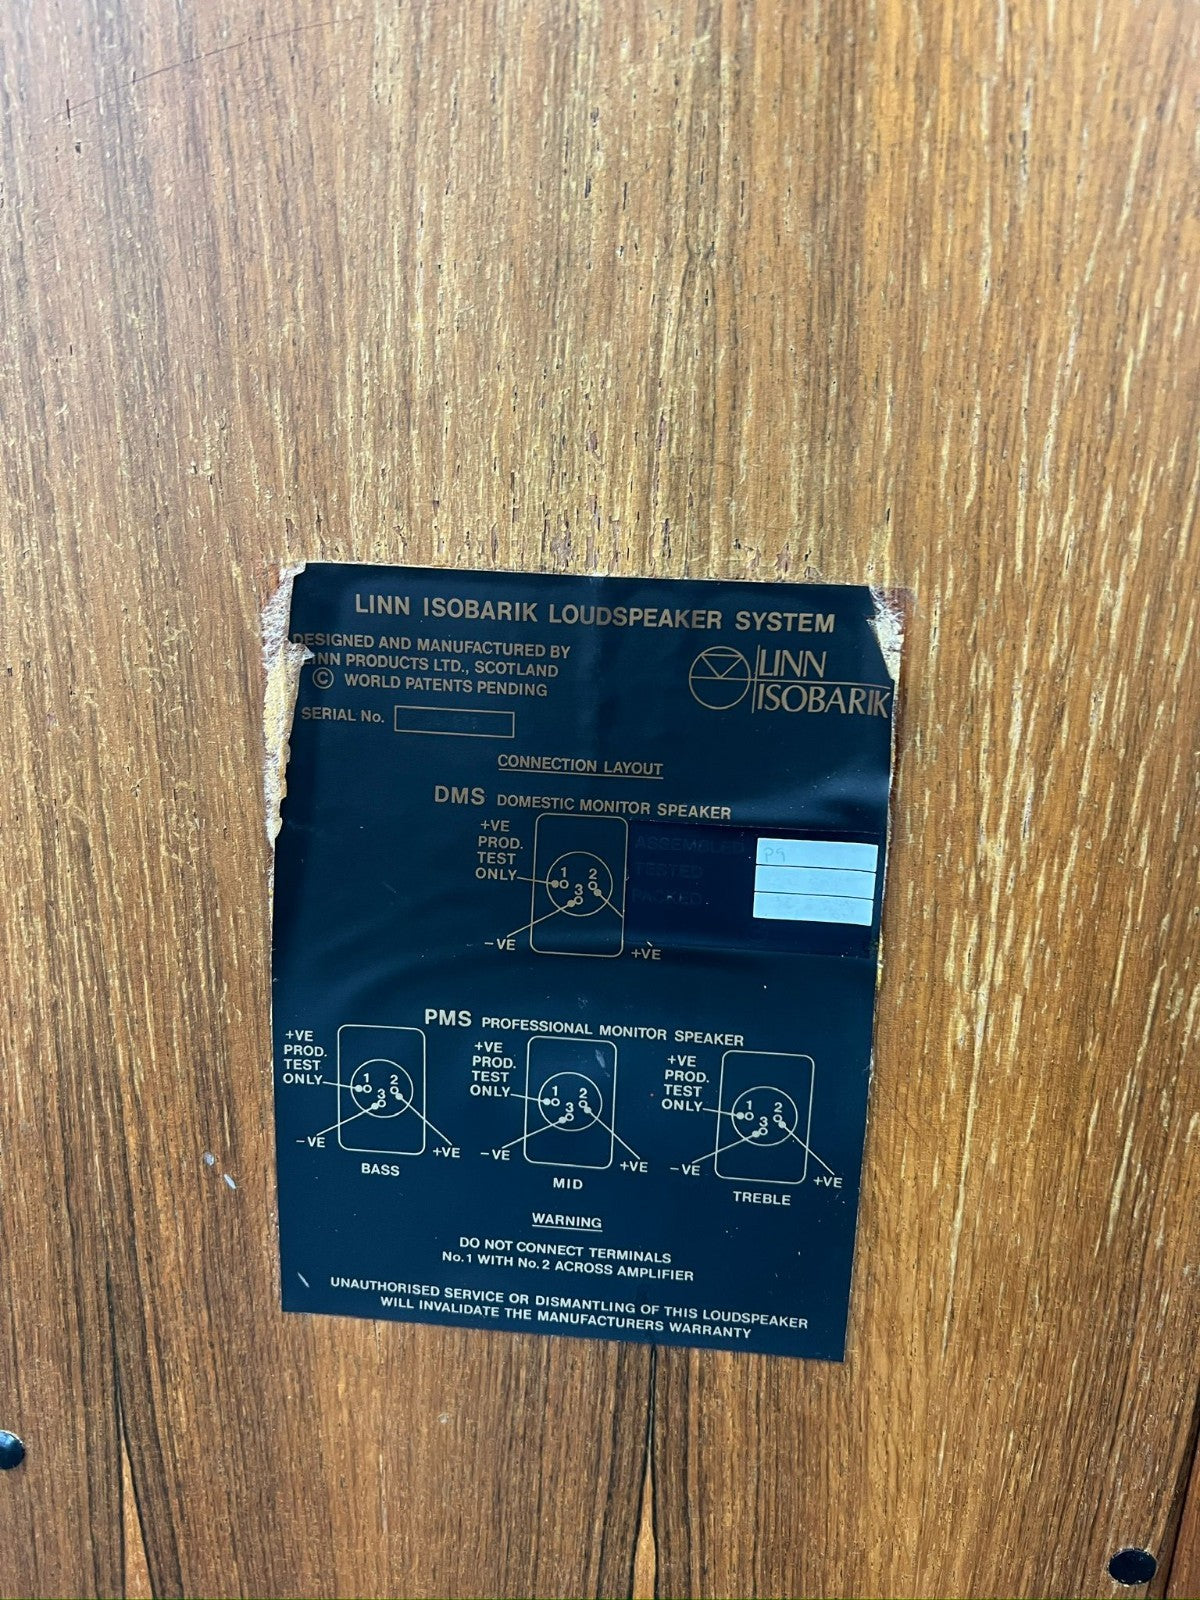 LINN ISOBARIK LOUDSPEAKER SYSTEM
DESIGNED AND MANUFACTURED BY
LINN PRODUCTS LTD., SCOTLAND
© WORLD PATENTS PENDING
LINN
ISOBARIK
SERIAL No.
CONNECTION LAYOUT
DMS DOMESTIC MONITOR SPEAKER
+VE
PROD.
TEST
ONLY
1 2
3
-VE
+VE
ASSEMBLED
TESTED
PACKED
PMS PROFESSIONAL MONITOR SPEAKER
+VE
PROD.
TEST
ONLY
1 2
3
-VE
+VE
BASS
+VE
PROD.
TEST
ONLY
1 2
3
-VE
+VE
MID
+VE
PROD.
TEST
ONLY
1 2
3
-VE
+VE
TREBLE
WARNING
DO NOT CONNECT TERMINALS
No.1 WITH No.2 ACROSS AMPLIFIER
UNAUTHORISED SERVICE OR DISMANTLING OF THIS LOUDSPEAKER
WILL INVALIDATE THE MANUFACTURERS WARRANTY